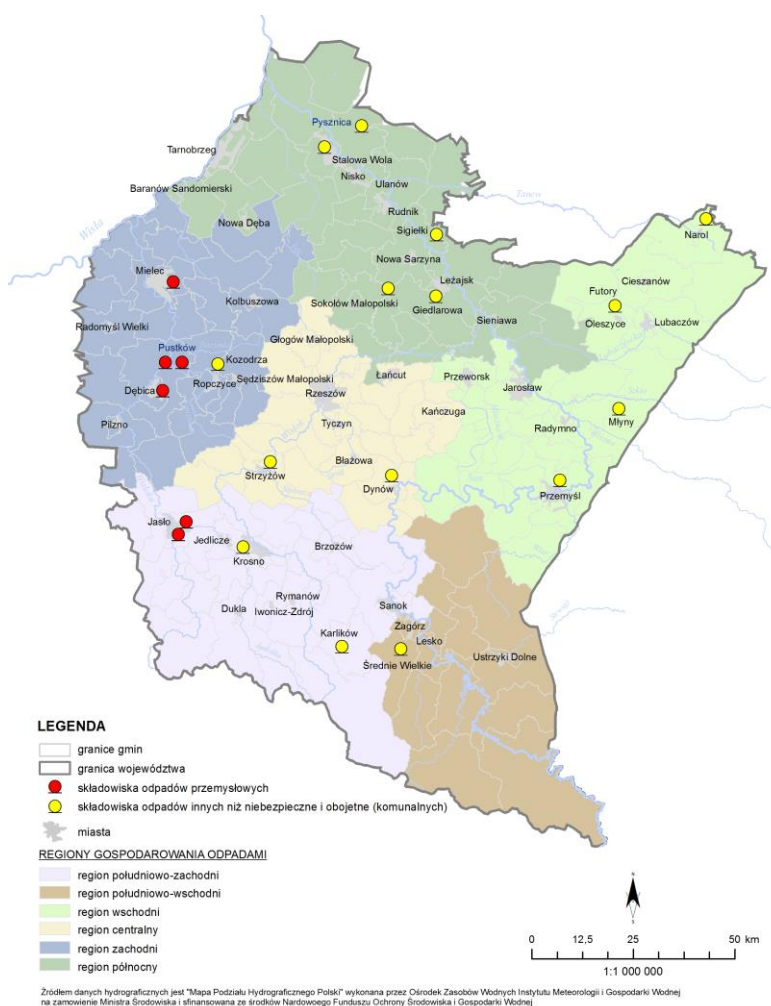 Pysznica
Tarnobrzeg
Stalowa Wola
Nisko
Baranów Sandomierski
Ulanów
Tanew
Rudnik
Wisła
Nowa Dęba
Sigiełki
Narol
Mielec
Nowa Sarzyna
Cieszanów
Leżajsk
Futory
Kolbuszowa
Sokołów Małopolski
Giedlarowa
Radomyśl Wielki
Sieniawa
Oleszyce
Lubaczów
Głogów Małopolski
Pustków
Kozodrza
Łańcut
Przeworsk
Dębica
Ropczyce
Sędziszów Małopolski
Rzeszów
Jarosław
Kańczuga
Pilzno
Tyczyn
Radymno
Młyny
Błażowa
Strzyżów
Dynów
Przemyśl
Jasło
Jedlicze
Brzozów
Krosno
Rymanów
Dukla
Iwonicz-Zdrój
Sanok
Zagórz
Karlików
Lesko
Średnie Wielkie
Ustrzyki Dolne
LEGENDA
granice gmin
granica województwa
składowiska odpadów przemysłowych
składowiska odpadów innych niż niebezpieczne i obojetne (komunalnych)
miasta
REGIONY GOSPODAROWANIA ODPADAMI
region południowo-zachodni
region południowo-wschodni
region wschodni
region centralny
region zachodni
region północny
N
S
0 12,5 25 50 km
1:1 000 000
Źródłem danych hydrograficznych jest "Mapa Podziału Hydrograficznego Polski" wykonana przez Ośrodek Zasobów Wodnych Instytutu Meteorologii i Gospodarki Wodnej
na zamowienie Ministra Środowiska i sfinansowana ze środków Nardowoego Funduszu Ochrony Środowiska i Gospodarki Wodnej